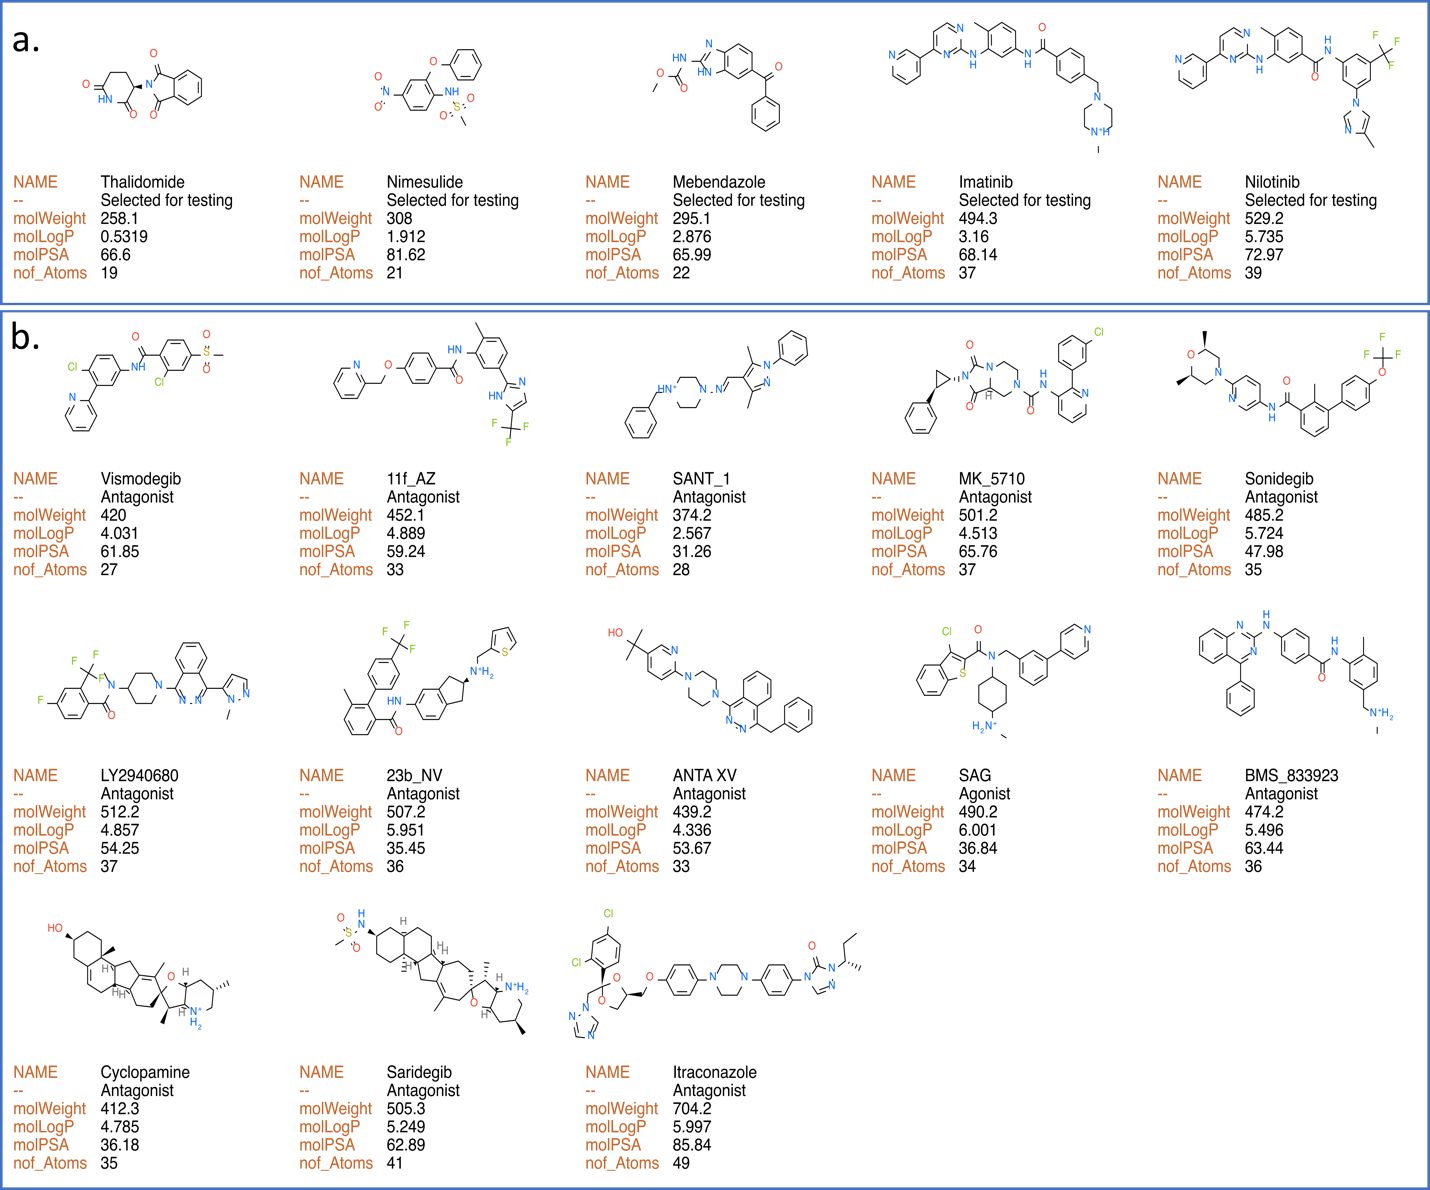 a.
NAME Thalidomide
-- Selected for testing
molWeight 258.1
molLogP 0.5319
molPSA 66.6
nof_Atoms 19
NAME Nimesulide
-- Selected for testing
molWeight 308
molLogP 1.912
molPSA 81.62
nof_Atoms 21
NAME Mebendazole
-- Selected for testing
molWeight 295.1
molLogP 2.876
molPSA 65.99
nof_Atoms 22
NAME Imatinib
-- Selected for testing
molWeight 494.3
molLogP 3.16
molPSA 68.14
nof_Atoms 37
NAME Nilotinib
-- Selected for testing
molWeight 529.2
molLogP 5.735
molPSA 72.97
nof_Atoms 39
b.
NAME Vismodegib
-- Antagonist
molWeight 420
molLogP 4.031
molPSA 61.85
nof_Atoms 27
NAME 11f_AZ
-- Antagonist
molWeight 452.1
molLogP 4.889
molPSA 59.24
nof_Atoms 33
NAME SANT_1
-- Antagonist
molWeight 374.2
molLogP 2.567
molPSA 31.26
nof_Atoms 28
NAME MK_5710
-- Antagonist
molWeight 501.2
molLogP 4.513
molPSA 65.76
nof_Atoms 37
NAME Sonidegib
-- Antagonist
molWeight 485.2
molLogP 5.724
molPSA 47.98
nof_Atoms 35
NAME LY2940680
-- Antagonist
molWeight 512.2
molLogP 4.857
molPSA 54.25
nof_Atoms 37
NAME 23b_NV
-- Antagonist
molWeight 507.2
molLogP 5.951
molPSA 35.45
nof_Atoms 36
NAME ANTA XV
-- Antagonist
molWeight 439.2
molLogP 4.336
molPSA 53.67
nof_Atoms 33
NAME SAG
-- Agonist
molWeight 490.2
molLogP 6.001
molPSA 36.84
nof_Atoms 34
NAME BMS_833923
-- Antagonist
molWeight 474.2
molLogP 5.496
molPSA 63.44
nof_Atoms 36
NAME Cyclopamine
-- Antagonist
molWeight 412.3
molLogP 4.785
molPSA 36.18
nof_Atoms 35
NAME Saridegib
-- Antagonist
molWeight 505.3
molLogP 5.249
molPSA 62.89
nof_Atoms 41
NAME Itraconazole
-- Antagonist
molWeight 704.2
molLogP 5.997
molPSA 85.84
nof_Atoms 49